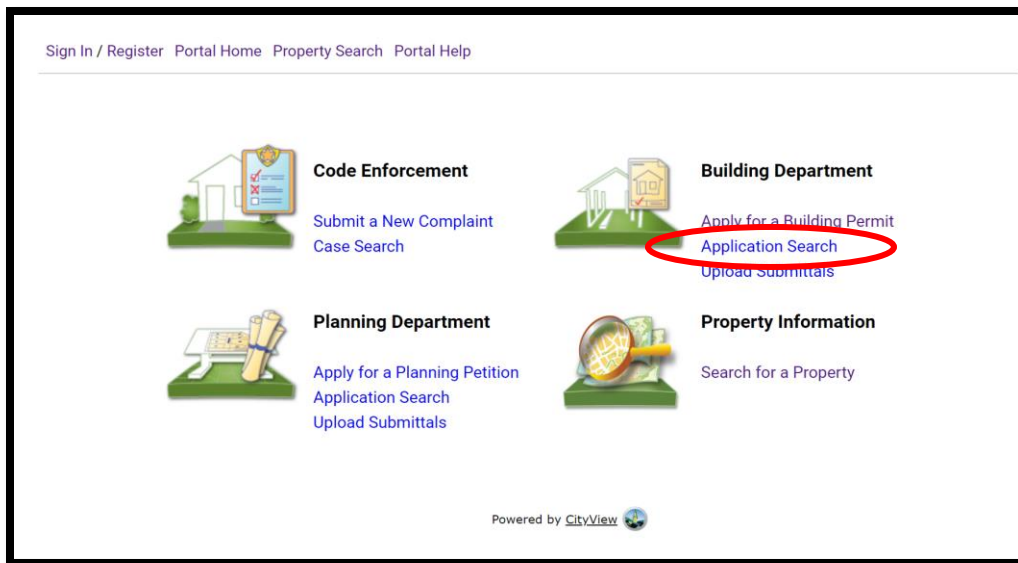 Sign In / Register Portal Home Property Search Portal Help
Code Enforcement
Submit a New Complaint
Case Search
Building Department
Apply for a Building Permit
Application Search
Upload Submittals
Planning Department
Apply for a Planning Petition
Application Search
Upload Submittals
Property Information
Search for a Property
Powered by CityView